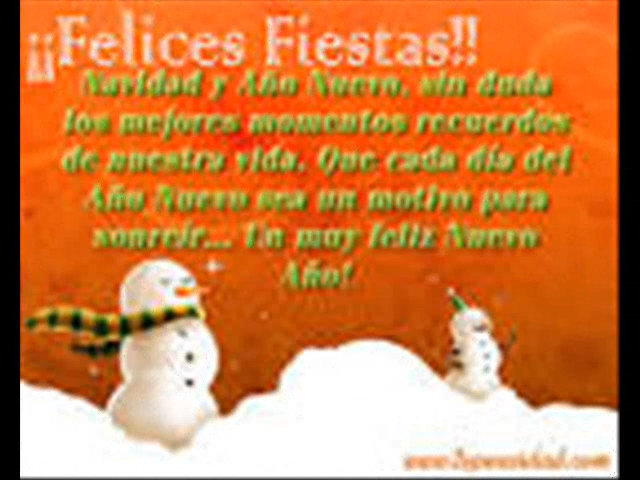 ¡¡Felices Fiestas!!
Navidad y Año Nuevo, sin duda
los mejores momentos recuerdos
de nuestra vida. Que cada día del
Año Nuevo sea un motivo para
sonreír... Un muy feliz Nuevo
Año!